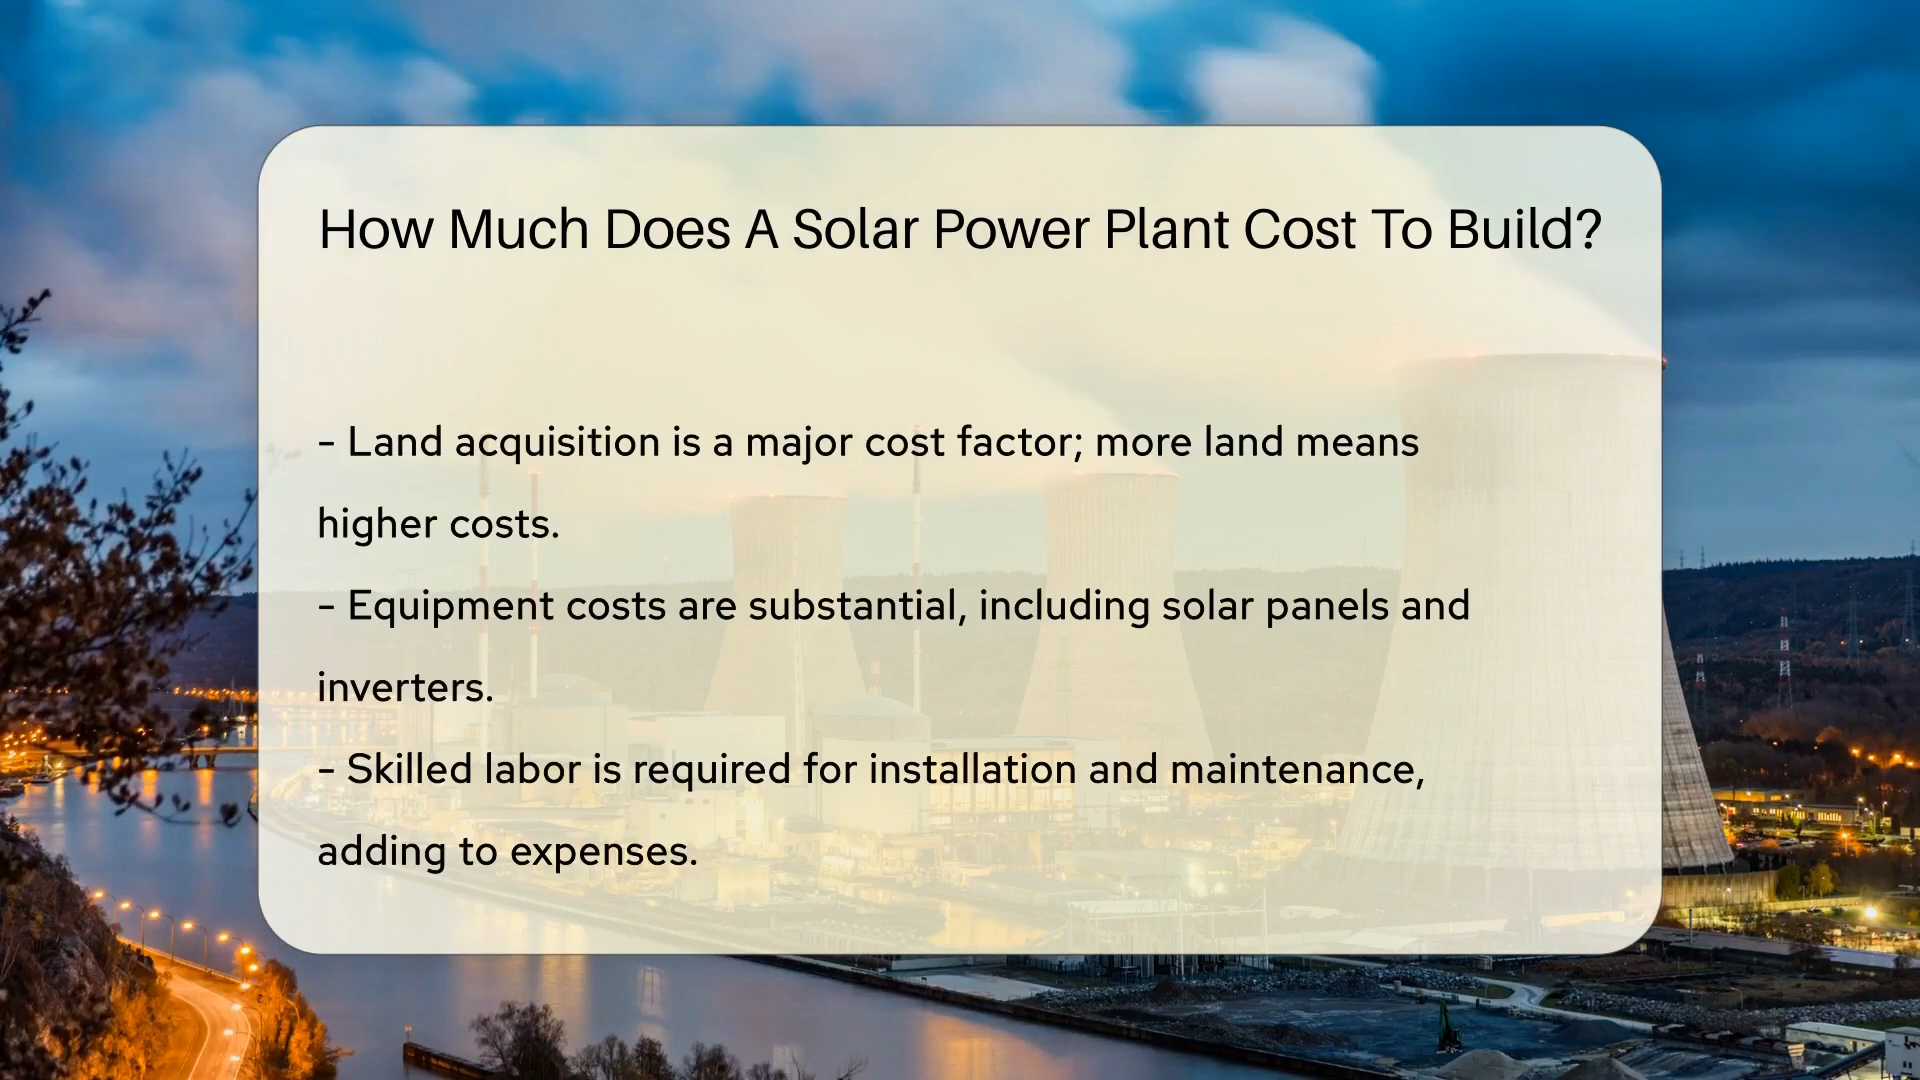 How Much Does A Solar Power Plant Cost To Build?
- Land acquisition is a major cost factor; more land means
higher costs.
- Equipment costs are substantial, including solar panels and
inverters.
- Skilled labor is required for installation and maintenance,
adding to expenses.